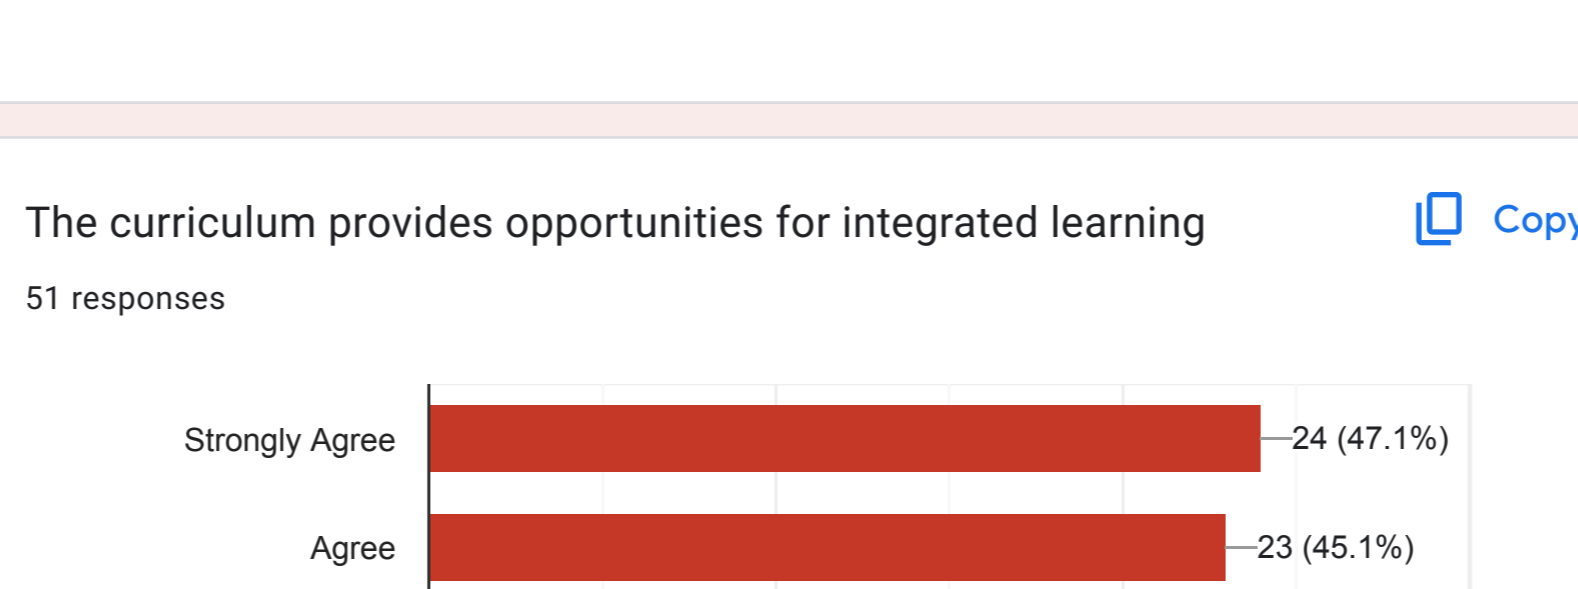 The curriculum provides opportunities for integrated learning
Copy
51 responses
Strongly Agree
24 (47.1%)
Agree
23 (45.1%)